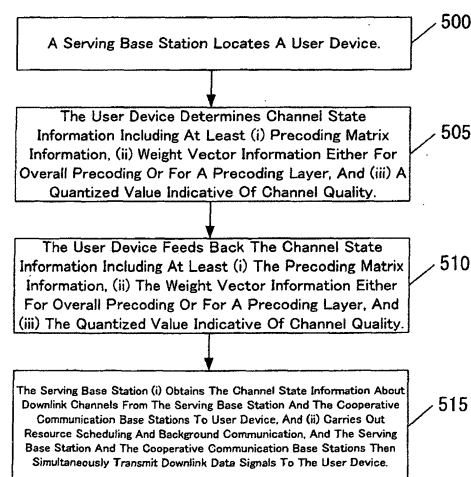 500
A Serving Base Station Locates A User Device.
505
The User Device Determines Channel State
Information Including At Least (i) Precoding Matrix
Information, (ii) Weight Vector Information Either For
Overall Precoding Or For A Precoding Layer, And (iii) A
Quantized Value Indicative Of Channel Quality.
510
The User Device Feeds Back The Channel State
Information Including At Least (i) The Precoding Matrix
Information, (ii) The Weight Vector Information Either
For Overall Precoding Or For A Precoding Layer, And
(iii) The Quantized Value Indicative Of Channel Quality.
515
The Serving Base Station (i) Obtains The Channel State Information About
Downlink Channels From The Serving Base Station And The Cooperative
Communication Base Stations To User Device, And (ii) Carries Out
Resource Scheduling And Background Communication, And The Serving
Base Station And The Cooperative Communication Base Stations Then
Simultaneously Transmit Downlink Data Signals To The User Device.